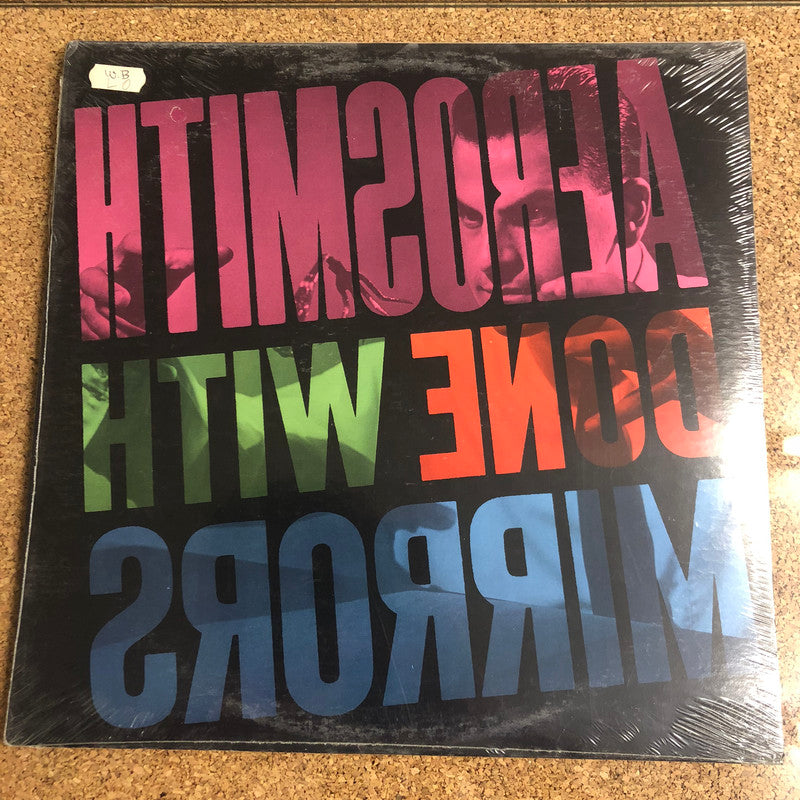 W.B
AEROSMITH
DONE WITH
MIRRORS